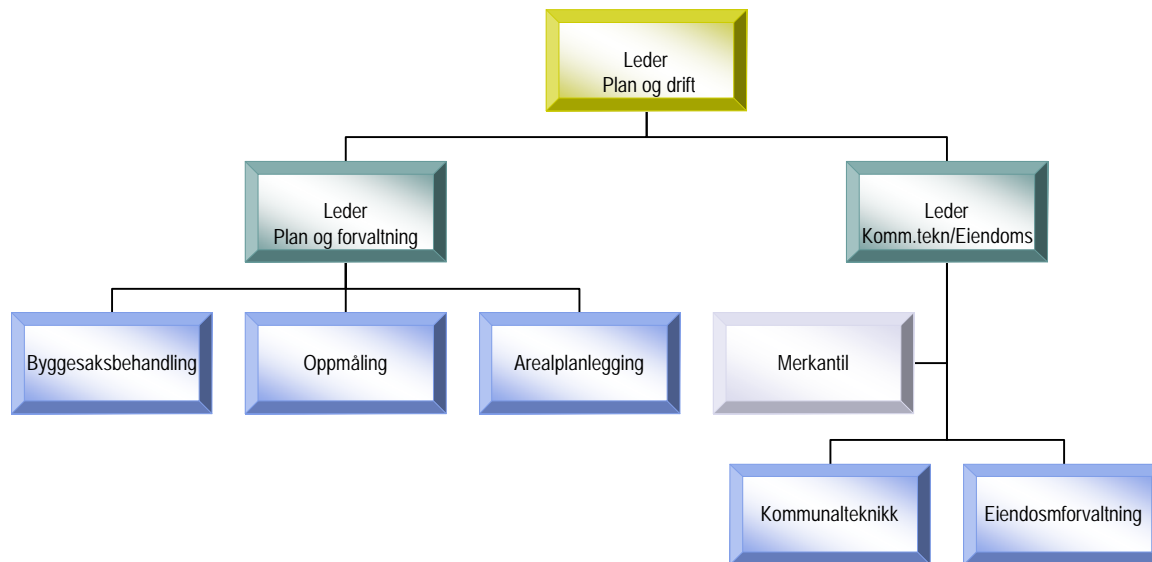 Leder
Plan og drift
Leder
Plan og forvaltning
Leder
Komm.tekn/Eiendoms
Byggesaksbehandling
Oppmåling
Arealplanlegging
Merkantil
Kommunalteknikk
Eiendosmforvaltning